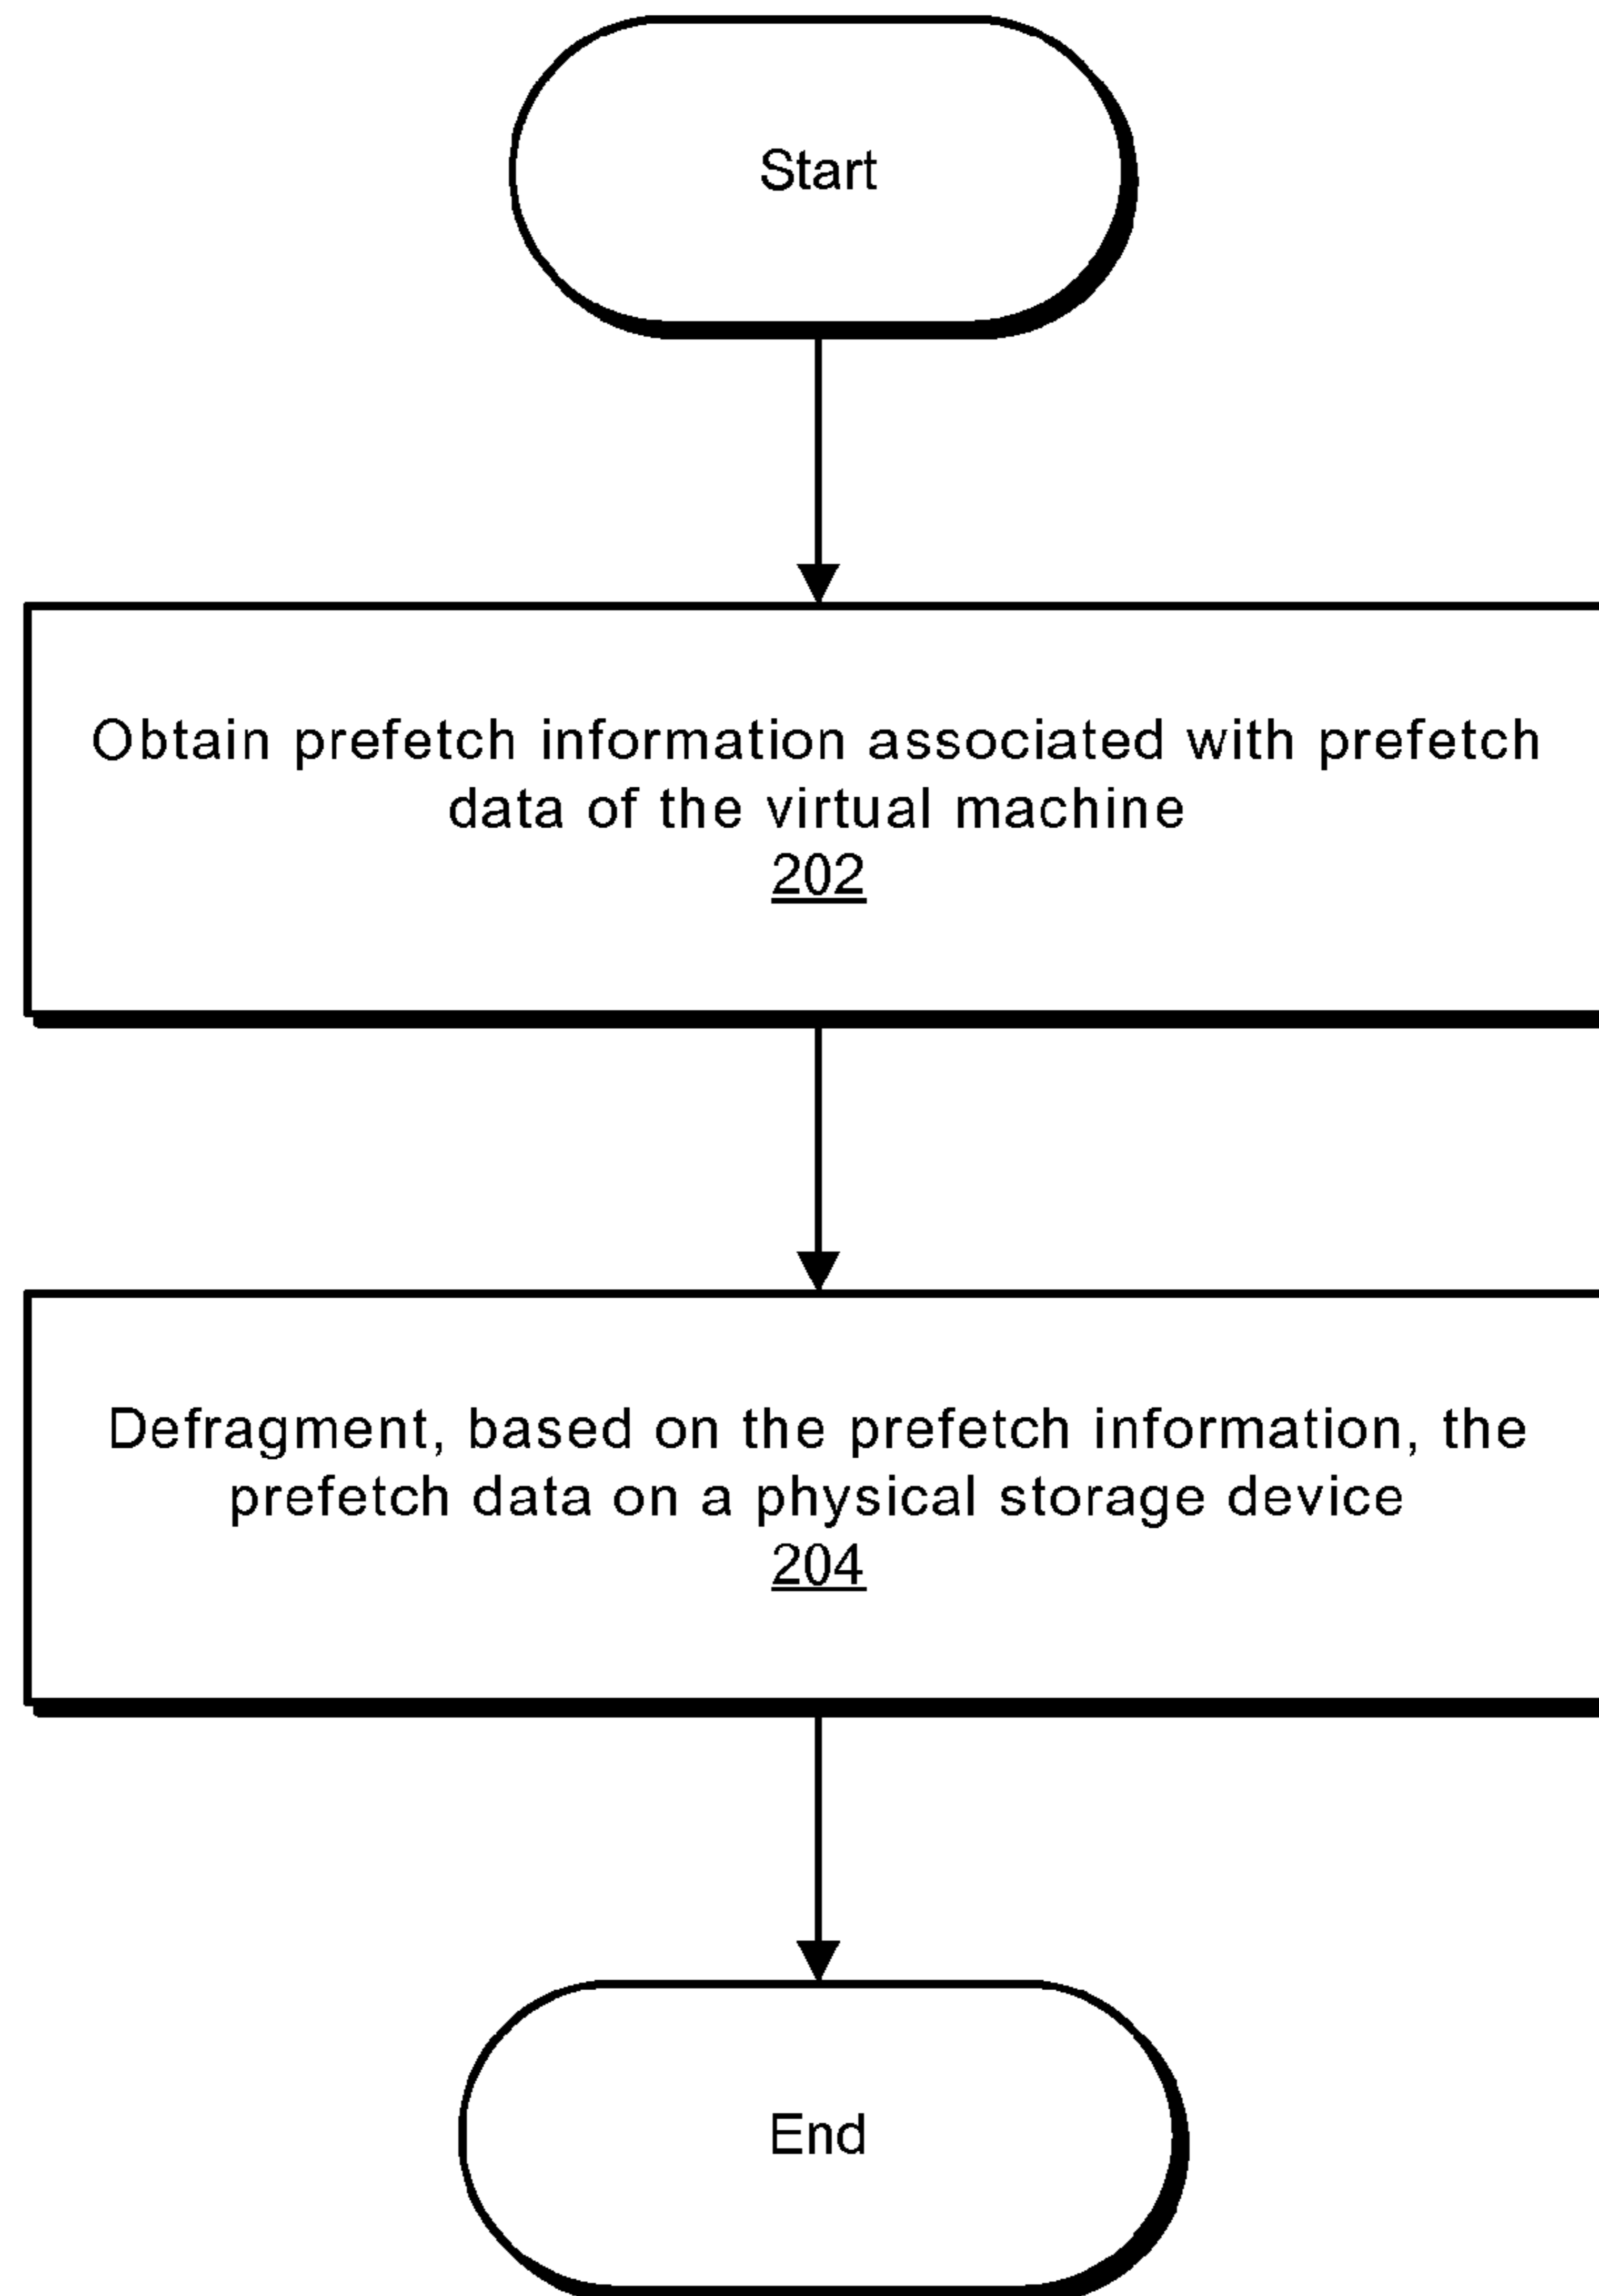 Start
Obtain prefetch information associated with prefetch
data of the virtual machine
202
Defragment, based on the prefetch information, the
prefetch data on a physical storage device
204
End